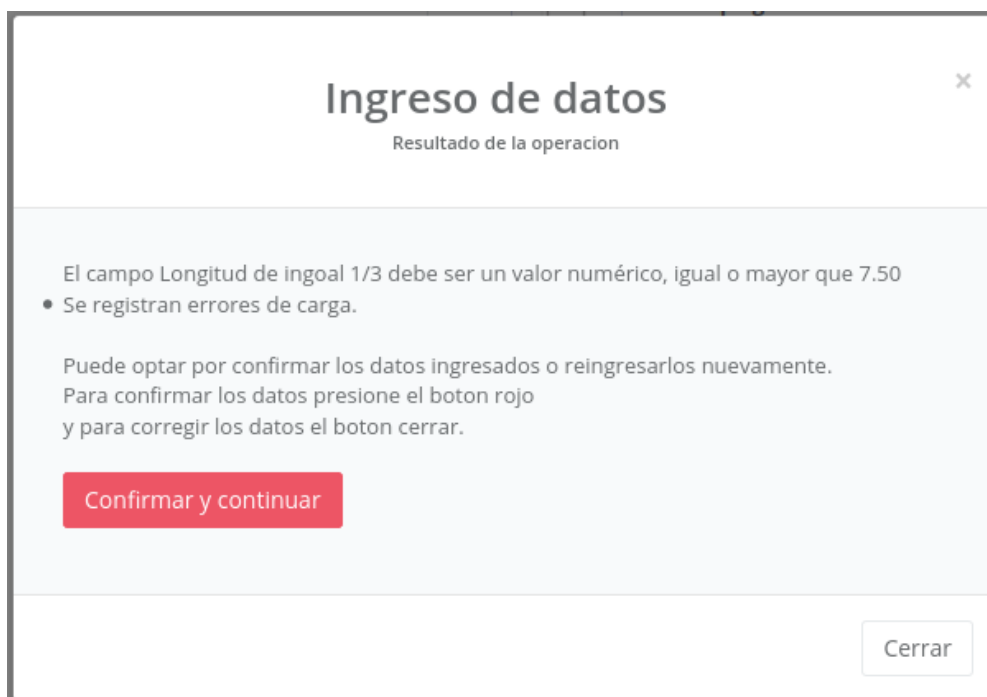 Ingreso de datos
×
Resultado de la operacion
El campo Longitud de ingoal 1/3 debe ser un valor numérico, igual o mayor que 7.50
• Se registran errores de carga.
Puede optar por confirmar los datos ingresados o reingresarlos nuevamente.
Para confirmar los datos presione el boton rojo
y para corregir los datos el boton cerrar.
Confirmar y continuar
Cerrar